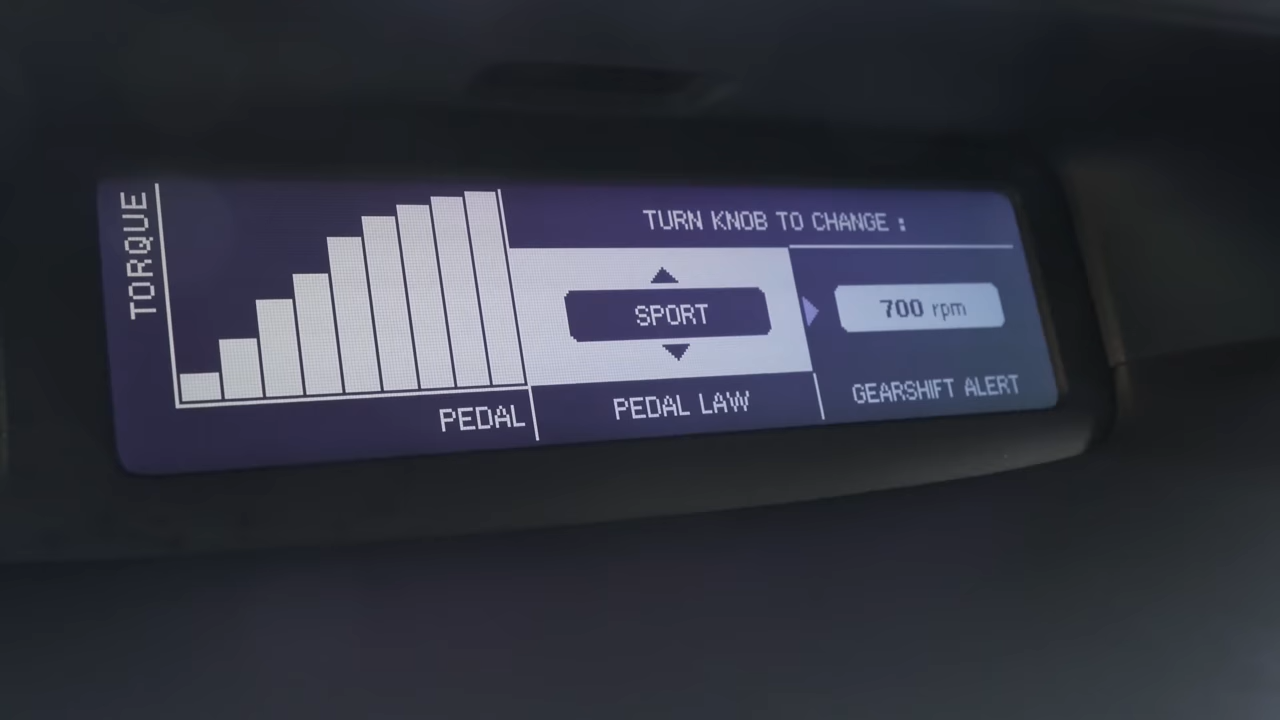 TORQUE
PEDAL
TURN KNOB TO CHANGE :
SPORT
PEDAL LAW
700 rpm
GEARSHIFT ALERT